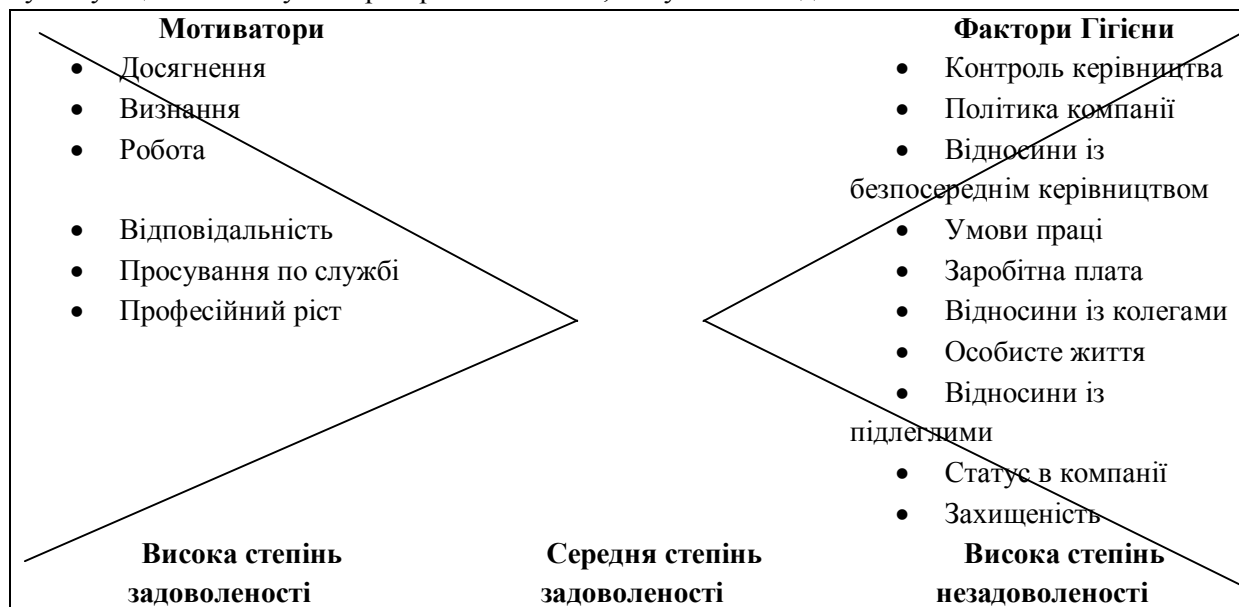 Мотиватори
• Досягнення
• Визнання
• Робота
• Відповідальність
• Просування по службі
• Професійний ріст
Фактори Гігієни
• Контроль керівництва
• Політика компанії
• Відносини із
безпосереднім керівництвом
• Умови праці
• Заробітна плата
• Відносини із колегами
• Особисте життя
• Відносини із
підлеглими
• Статус в компанії
• Захищеність
Висока степінь
задоволеності
Середня степінь
задоволеності
Висока степінь
незадоволеності